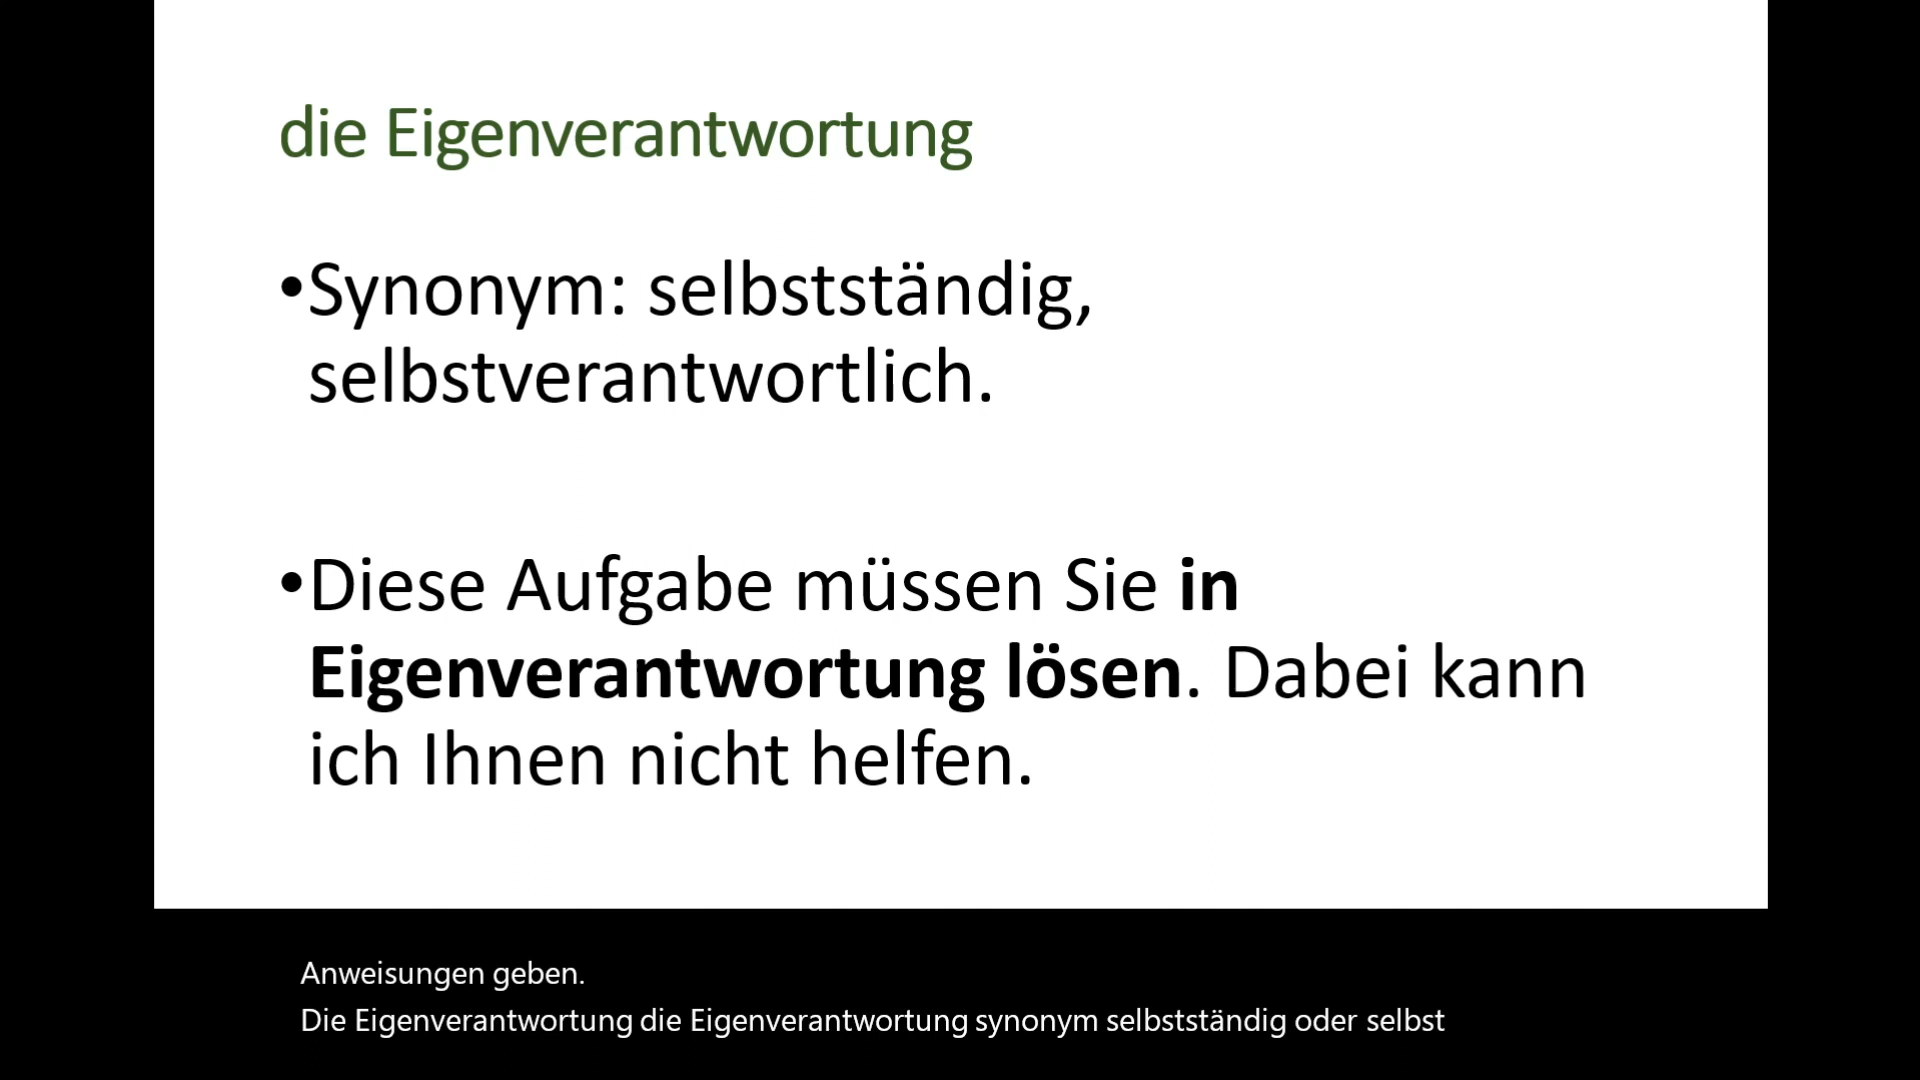 die Eigenverantwortung
•Synonym: selbstständig,
selbstverantwortlich.
•Diese Aufgabe müssen Sie in
Eigenverantwortung lösen. Dabei kann
ich Ihnen nicht helfen.
Anweisungen geben.
Die Eigenverantwortung die Eigenverantwortung synonym selbstständig oder selbst